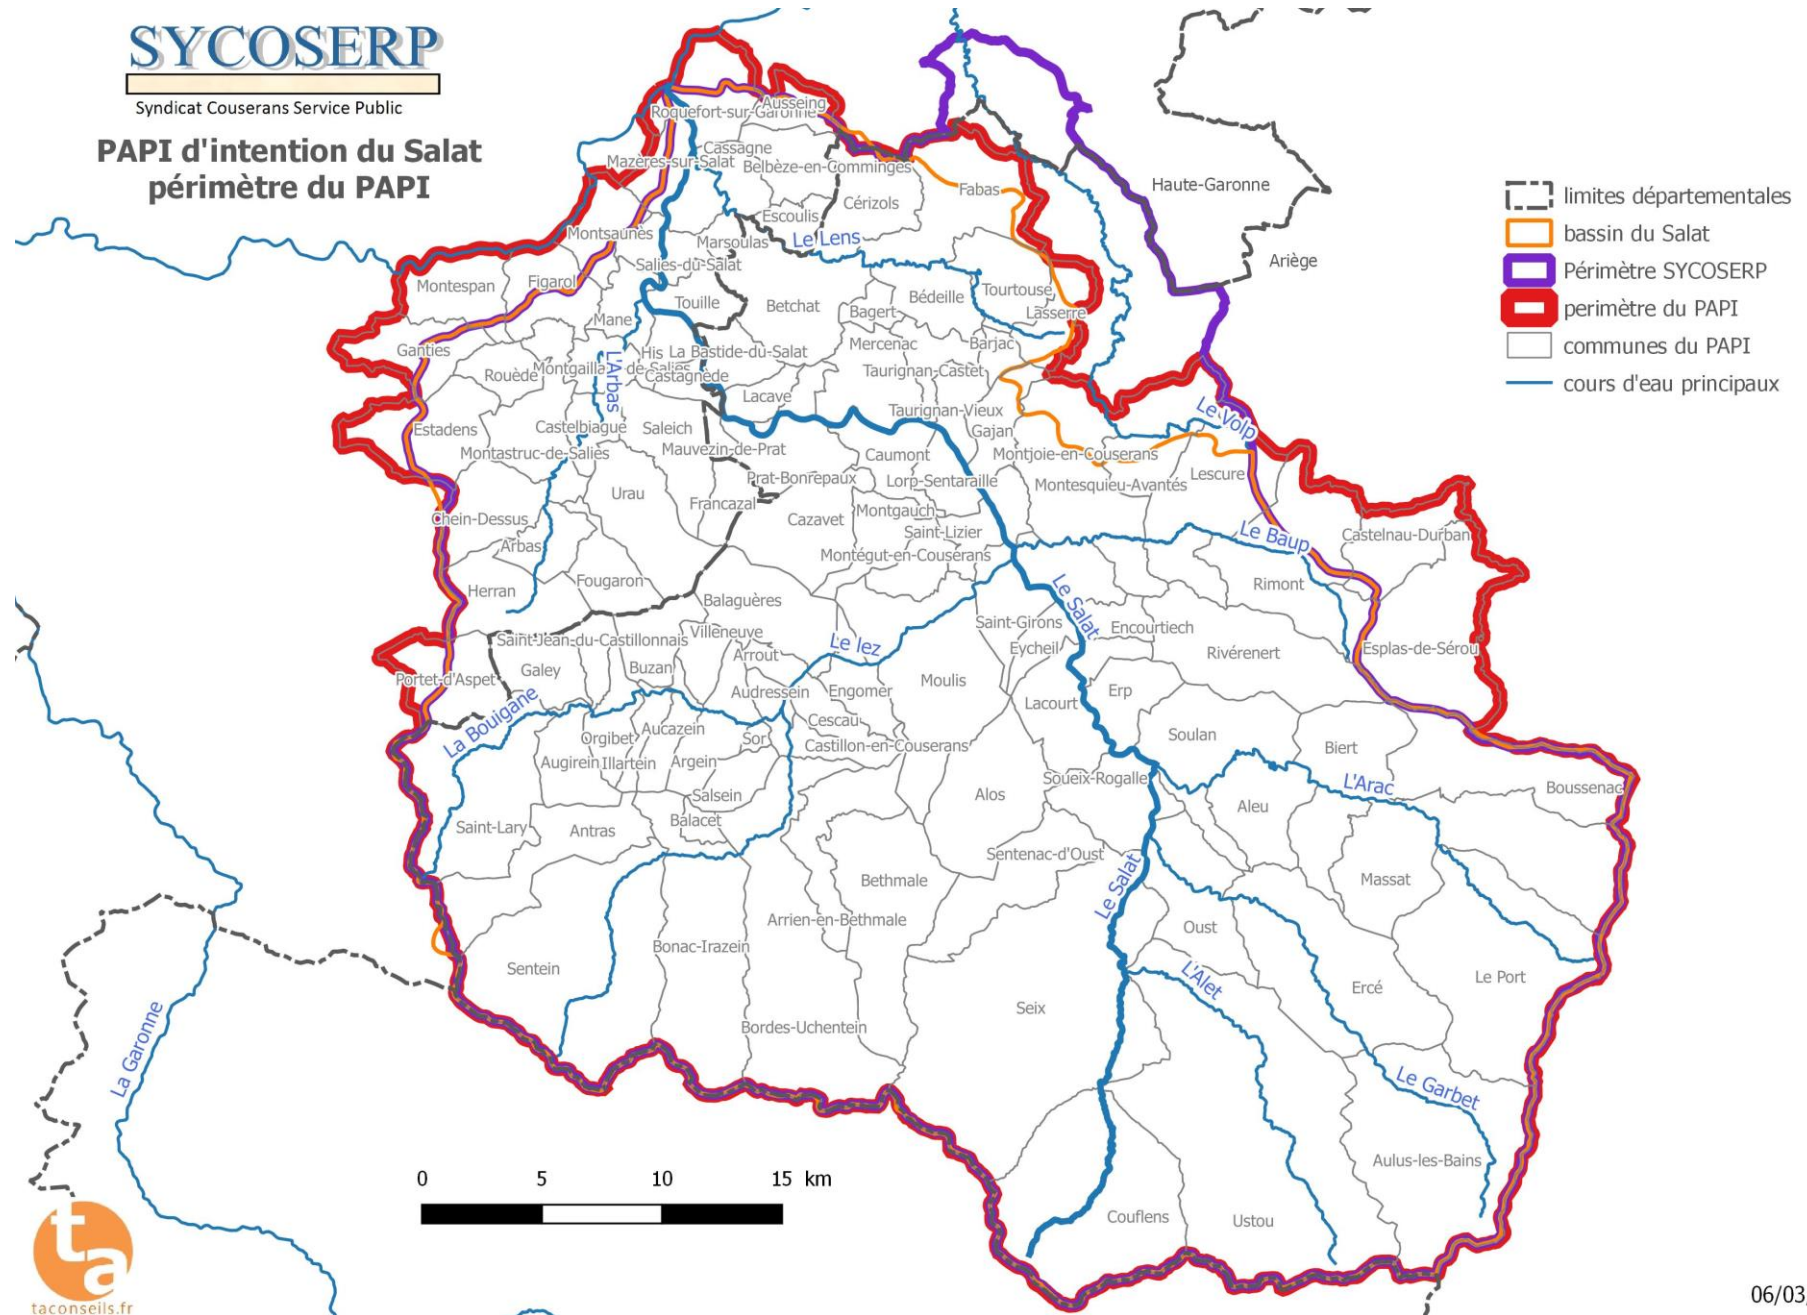 SYCOSERP
Syndicat Couserans Service Public
PAPI d'intention du Salat
périmètre du PAPI
limites départementales
bassin du Salat
Périmètre SYCOSERP
perimètre du PAPI
communes du PAPI
cours d'eau principaux
Haute-Garonne
Ariège
Ausseing
Roquefort-sur-Garonne
Cassagne
Mazères-sur-Salat
Belbèze-en-Comminges
Fabas
Cérizols
Escoulis
Montsaunès
Marsoulas
Le Lens
Salies-du-Salat
Montespan
Figarol
Touille
Betchat
Bédeille
Tourtouse
Lasserre
Mane
Bagert
Ganties
His
La Bastide-du-Salat
Mercenac
Barjac
Rouède
L'Arbas
Castagnède
Taurignan-Castet
Lacave
Taurignan-Vieux
Le Volp
Estadens
Castelbiague
Saleich
Gajan
Montastruc-de-Salies
Mauvezin-de-Prat
Caumont
Montjoie-en-Couserans
Prat-Bonrepaux
Lorp-Sentaraille
Montesquieu-Avantés
Lescure
Urau
Francazal
Chein-Dessus
Cazavet
Montgauch
Saint-Lizier
Le Baup
Castelnau-Durban
Arbas
Montégut-en-Couserans
Herran
Fougaron
Balaguères
Le Salat
Rimont
Saint-Girons
Encourtiech
Saint-Jean-du-Castillonnais
Villeneuve
Le lez
Eycheil
Rivérenert
Esplas-de-Sérou
Galey
Buzan
Arrout
Portet-d'Aspet
Audressein
Engomer
Moulis
Erp
Lacourt
La Bouigane
Cescau
Orgibet
Aucazein
Sor
Castillon-en-Couserans
Soulan
Biert
Augirein
Illartein
Argein
Soueix-Rogalle
L'Arac
Boussenac
Salsein
Alos
Aleu
Saint-Lary
Antras
Balacet
Sentenac-d'Oust
Bethmale
Massat
Le Salat
Arrien-en-Bethmale
Oust
Bonac-Irazein
Sentein
L'Alet
Le Port
Ercé
Seix
Bordes-Uchentein
La Garonne
Le Garbet
Aulus-les-Bains
Couflens
Ustou
0 5 10 15 km
ta
taconseils.fr
06/03